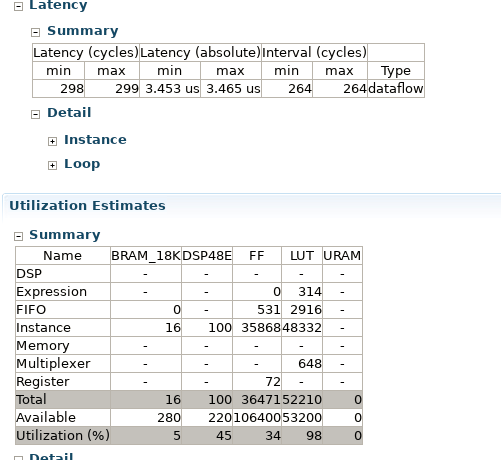 Latency
Summary
Latency (cycles) Latency (absolute) Interval (cycles)
min max min max min max Type
298 299 3.453 us 3.465 us 264 264 dataflow
Detail
Instance
Loop
Utilization Estimates
Summary
Name BRAM_18K DSP48E FF LUT URAM
DSP - - - - -
Expression - - 0 314 -
FIFO 0 - 531 2916 -
Instance 16 100 35868 48332 -
Memory - - - - -
Multiplexer - - - 648 -
Register - - 72 - -
Total 16 100 36471 52210 0
Available 280 220 106400 53200 0
Utilization (%) 5 45 34 98 0
Detail